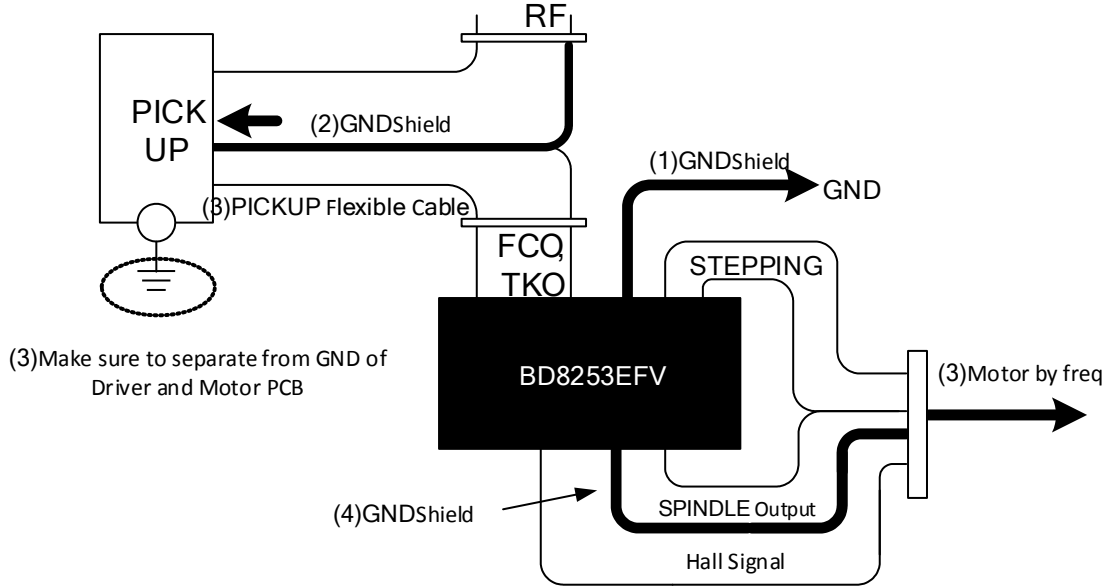 RF
PICK
UP
(2)GNDShield
(1)GNDShield
GND
(3)PICKUP Flexible Cable
FCO,
TKO
STEPPING
(3)Make sure to separate from GND of
Driver and Motor PCB
BD8253EFV
(3)Motor by freq
(4)GNDShield
SPINDLE Output
Hall Signal